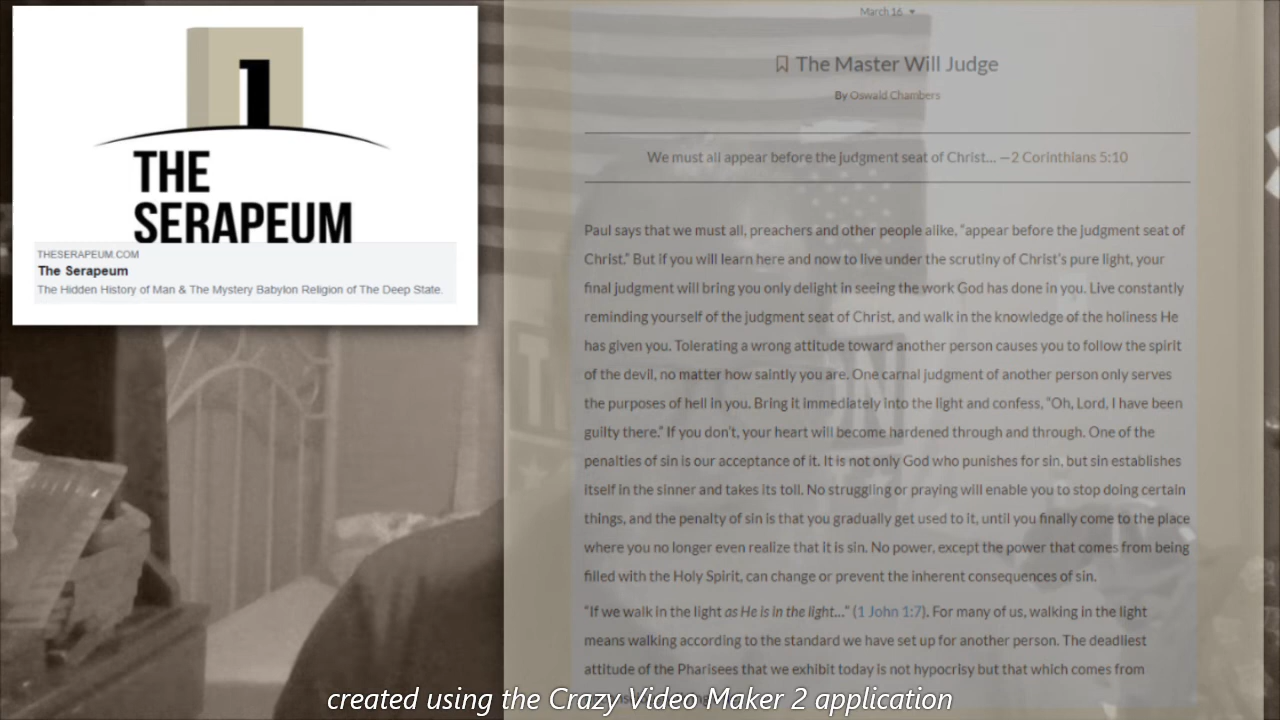 THE
SERAPEUM
THESERAPEUM.COM
The Serapeum
The Hidden History of Man & The Mystery Babylon Religion of The Deep State.
March 16
The Master Will Judge
By Oswald Chambers
We must all appear before the judgment seat of Christ... —2 Corinthians 5:10
Paul says that we must all, preachers and other people alike, “appear before the judgment seat of
Christ.” But if you will learn here and now to live under the scrutiny of Christ’s pure light, your
final judgment will bring you only delight in seeing the work God has done in you. Live constantly
reminding yourself of the judgment seat of Christ, and walk in the knowledge of the holiness He
has given you. Tolerating a wrong attitude toward another person causes you to follow the spirit
of the devil, no matter how saintly you are. One carnal judgment of another person only serves
the purposes of hell in you. Bring it immediately into the light and confess, “Oh, Lord, I have been
guilty there.” If you don’t, your heart will become hardened through and through. One of the
penalties of sin is our acceptance of it. It is not only God who punishes for sin, but sin establishes
itself in the sinner and takes its toll. No struggling or praying will enable you to stop doing certain
things, and the penalty of sin is that you gradually get used to it, until you finally come to the place
where you no longer even realize that it is sin. No power, except the power that comes from being
filled with the Holy Spirit, can change or prevent the inherent consequences of sin.
“If we walk in the light as He is in the light...” (1 John 1:7). For many of us, walking in the light
means walking according to the standard we have set up for another person. The deadliest
attitude of the Pharisees that we exhibit today is not hypocrisy but that which comes from
created using the Crazy Video Maker 2 application